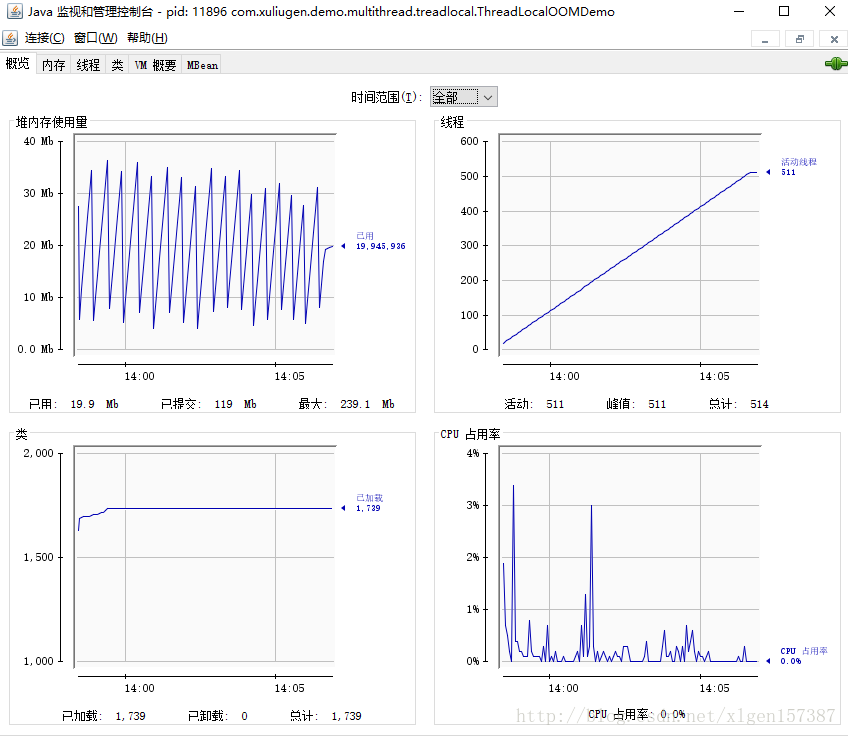 Java 监视和管理控制台 - pid: 11896 com.xuliugen.demo.multithread.treadlocal.ThreadLocalOOMDemo
连接(C) 窗口(W) 帮助(H)
概览 内存 线程 类 VM 概要 MBean
时间范围(T): 全部
堆内存使用量
40 Mb
30 Mb
20 Mb
10 Mb
0.0 Mb
已用
19,945,936
14:00 14:05
已用: 19.9 Mb 已提交: 119 Mb 最大: 239.1 Mb
线程
600
500
400
300
200
100
0
活动线程
511
14:00 14:05
活动: 511 峰值: 511 总计: 514
类
2,000
1,500
1,000
已加载
1,739
14:00 14:05
已加载: 1,739 已卸载: 0 总计: 1,739
CPU 占用率
4%
3%
2%
1%
0%
CPU 占用率
0.0%
14:00 14:05
CPU 占用率: 0.0%
http://blog.csdn.net/xlgen157387